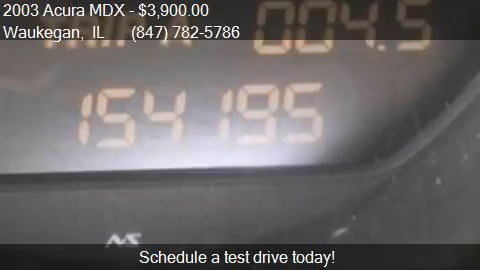 2003 Acura MDX - $3,900.00
Waukegan, IL (847) 782-5786
004.5
154195
Schedule a test drive today!